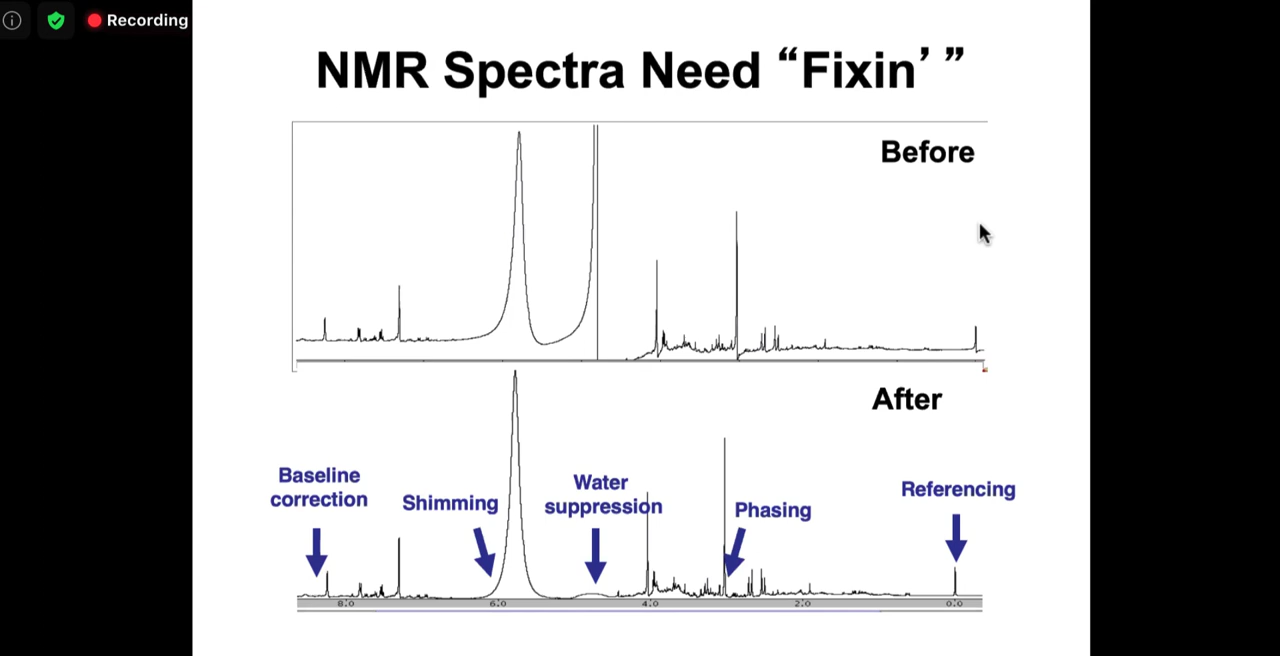 Recording
NMR Spectra Need “Fixin’ ”
Before
After
Baseline
correction
Shimming
Water
suppression
Phasing
Referencing
8.0 6.0 4.0 2.0 0.0